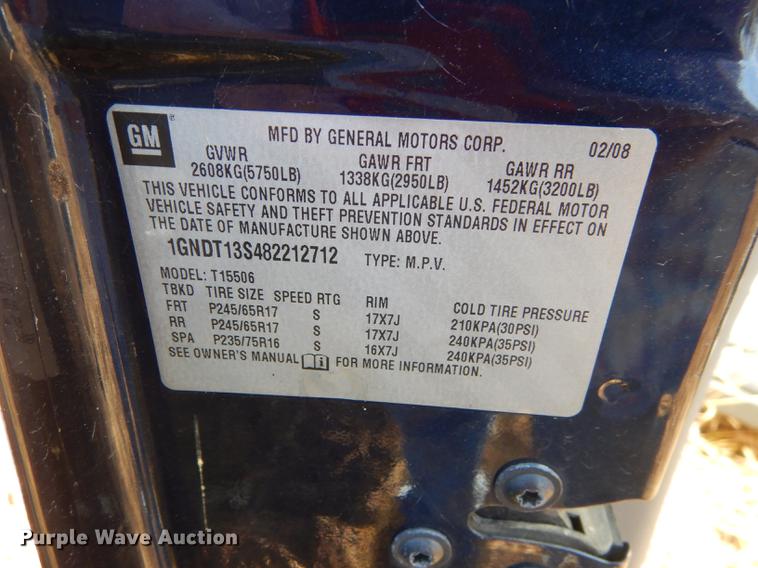 GM ®
MFD BY GENERAL MOTORS CORP. 02/08
GVWR GAWR FRT GAWR RR
2608KG(5750LB) 1338KG(2950LB) 1452KG(3200LB)
THIS VEHICLE CONFORMS TO ALL APPLICABLE U.S. FEDERAL MOTOR
VEHICLE SAFETY AND THEFT PREVENTION STANDARDS IN EFFECT ON
THE DATE OF MANUFACTURE SHOWN ABOVE.
1GNDT13S482212712 TYPE: M.P.V.
MODEL: T15506
TBKD TIRE SIZE SPEED RTG RIM COLD TIRE PRESSURE
FRT P245/65R17 S 17X7J 210KPA(30PSI)
RR P245/65R17 S 17X7J 240KPA(35PSI)
SPA P235/75R16 S 16X7J 240KPA(35PSI)
SEE OWNER'S MANUAL FOR MORE INFORMATION.
Purple Wave Auction